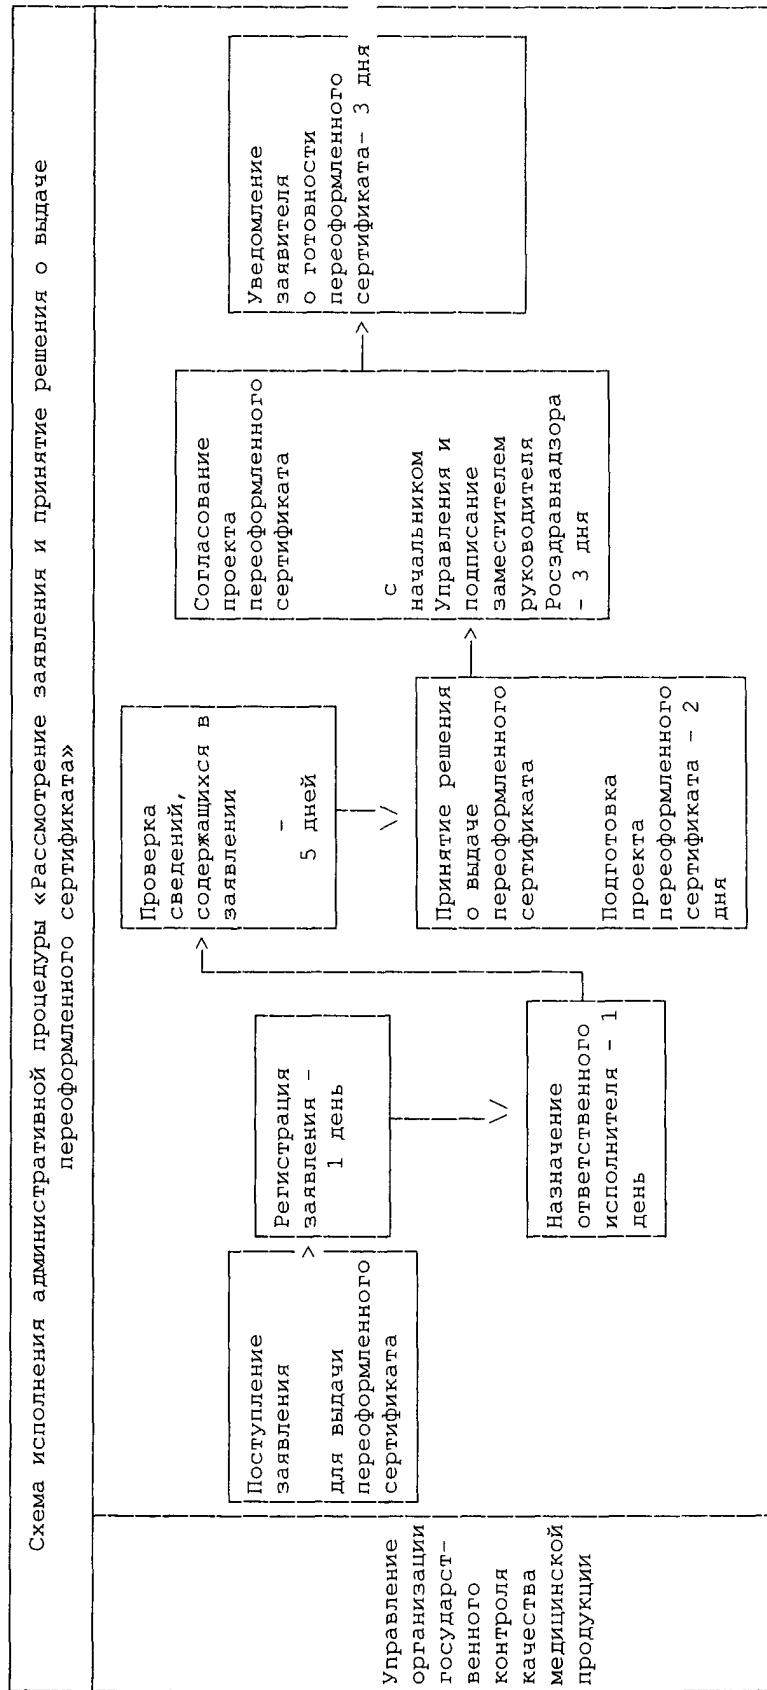 Схема исполнения административной процедуры «Рассмотрение заявления и принятие решения о выдаче
переоформленного сертификата»
Управление
организации
государст-
венного
контроля
качества
медицинской
продукции
Поступление
заявления
для выдачи
переоформленного
сертификата
>
Регистрация
заявления –
1 день
Назначение
ответственного
исполнителя – 1
день
Проверка
сведений,
содержащихся в
заявлении
–
5 дней
Принятие решения
о выдаче
переоформленного
сертификата
Подготовка
проекта
переоформленного
сертификата – 2
дня
Согласование
проекта
переоформленного
сертификата
с
начальником
Управления и
подписание
заместителем
руководителя
Росздравнадзора
– 3 дня
Уведомление
заявителя
о готовности
переоформленного
сертификата– 3 дня